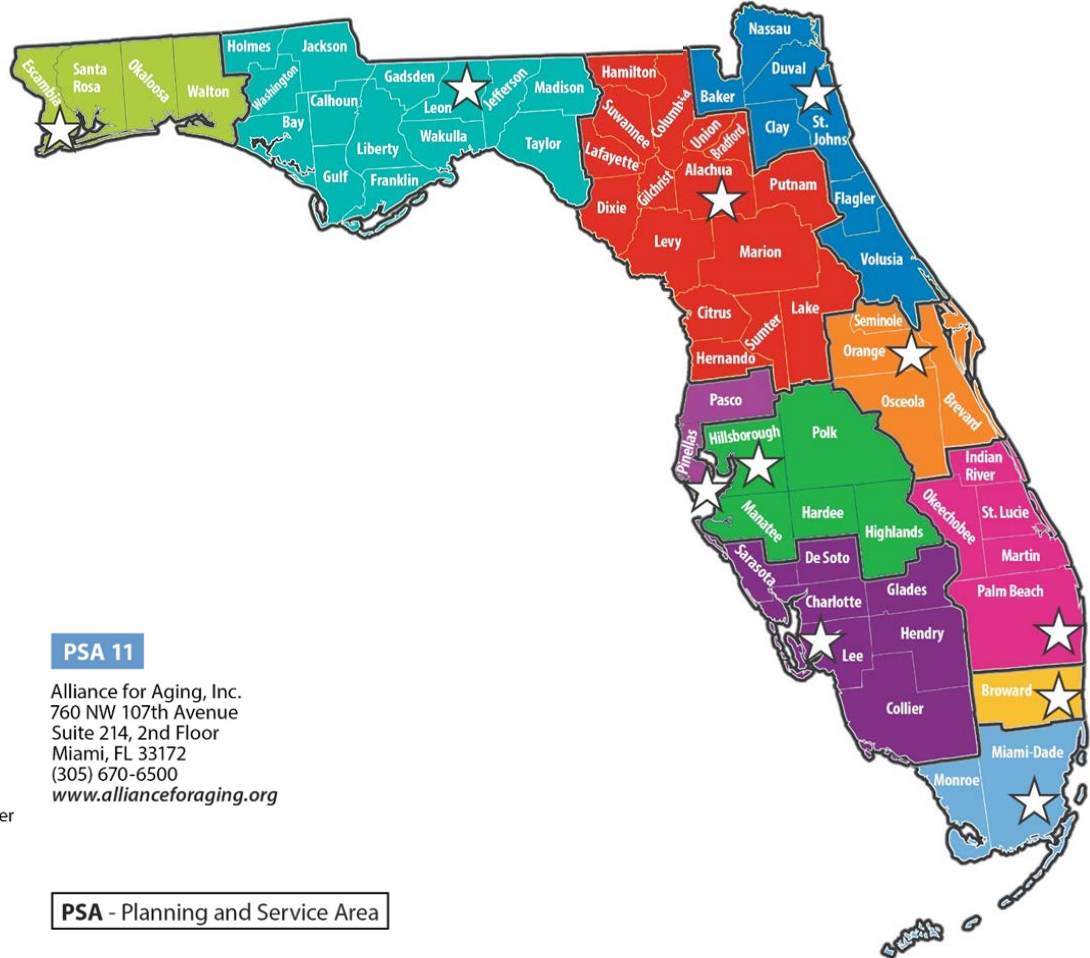 Nassau
Holmes
Jackson
Duval
Escambia
Santa
Rosa
Okaloosa
Walton
Washington
Gadsden
Jefferson
Madison
Hamilton
Baker
Calhoun
Leon
Columbia
Bay
Suwannee
Union
Bradford
Clay
St.
Johns
Liberty
Wakulla
Taylor
Lafayette
Gulf
Franklin
Gilchrist
Alachua
Putnam
Dixie
Flagler
Levy
Marion
Volusia
Citrus
Sumter
Lake
Seminole
Hernando
Orange
Pasco
Osceola
Brevard
Pinellas
Hillsborough
Polk
Indian
River
Manatee
Hardee
Highlands
Okeechobee
St. Lucie
Sarasota
De Soto
Martin
Charlotte
Glades
Palm Beach
Lee
Hendry
Collier
Broward
Miami-Dade
Monroe
PSA 11
Alliance for Aging, Inc.
760 NW 107th Avenue
Suite 214, 2nd Floor
Miami, FL 33172
(305) 670-6500
www.allianceforaging.org
er
PSA - Planning and Service Area